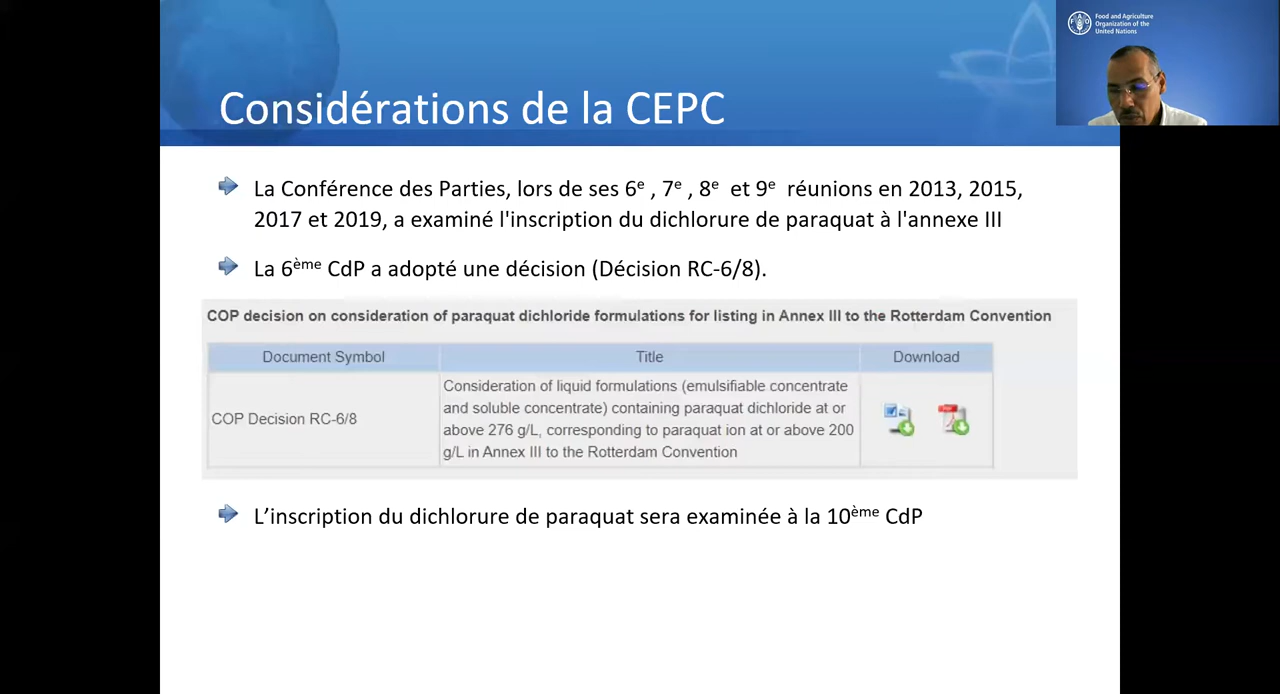 Food and Agriculture
Organization of the
United Nations
Considérations de la CEPC
La Conférence des Parties, lors de ses 6e , 7e , 8e et 9e réunions en 2013, 2015,
2017 et 2019, a examiné l'inscription du dichlorure de paraquat à l'annexe III
La 6ème CdP a adopté une décision (Décision RC-6/8).
COP decision on consideration of paraquat dichloride formulations for listing in Annex III to the Rotterdam Convention
Document Symbol Title Download
COP Decision RC-6/8
Consideration of liquid formulations (emulsifiable concentrate
and soluble concentrate) containing paraquat dichloride at or
above 276 g/L, corresponding to paraquat ion at or above 200
g/L in Annex III to the Rotterdam Convention
L’inscription du dichlorure de paraquat sera examinée à la 10ème CdP